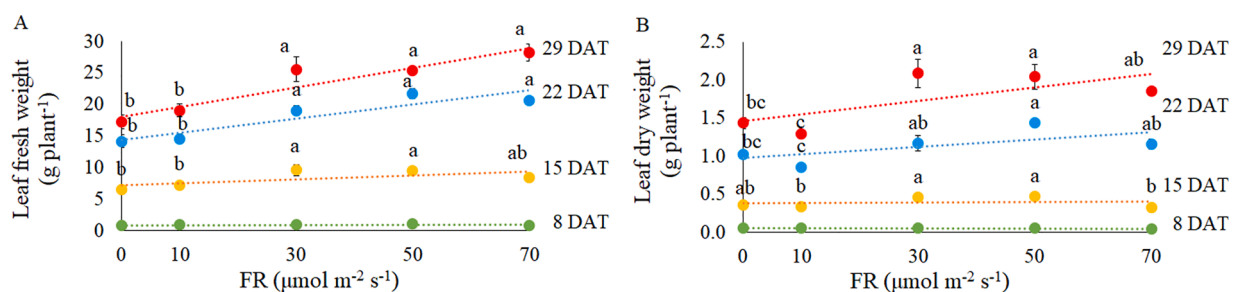 A
Leaf fresh weight
(g plant⁻¹)
30
25
20
15
10
5
0
b b a a a
29 DAT
b b a a a
22 DAT
b b a a ab
15 DAT
8 DAT
0 10 30 50 70
FR (μmol m⁻² s⁻¹)
B
Leaf dry weight
(g plant⁻¹)
2.5
2.0
1.5
1.0
0.5
0.0
bc c a a ab
29 DAT
bc c ab a ab
22 DAT
ab b a a b
15 DAT
8 DAT
0 10 30 50 70
FR (μmol m⁻² s⁻¹)